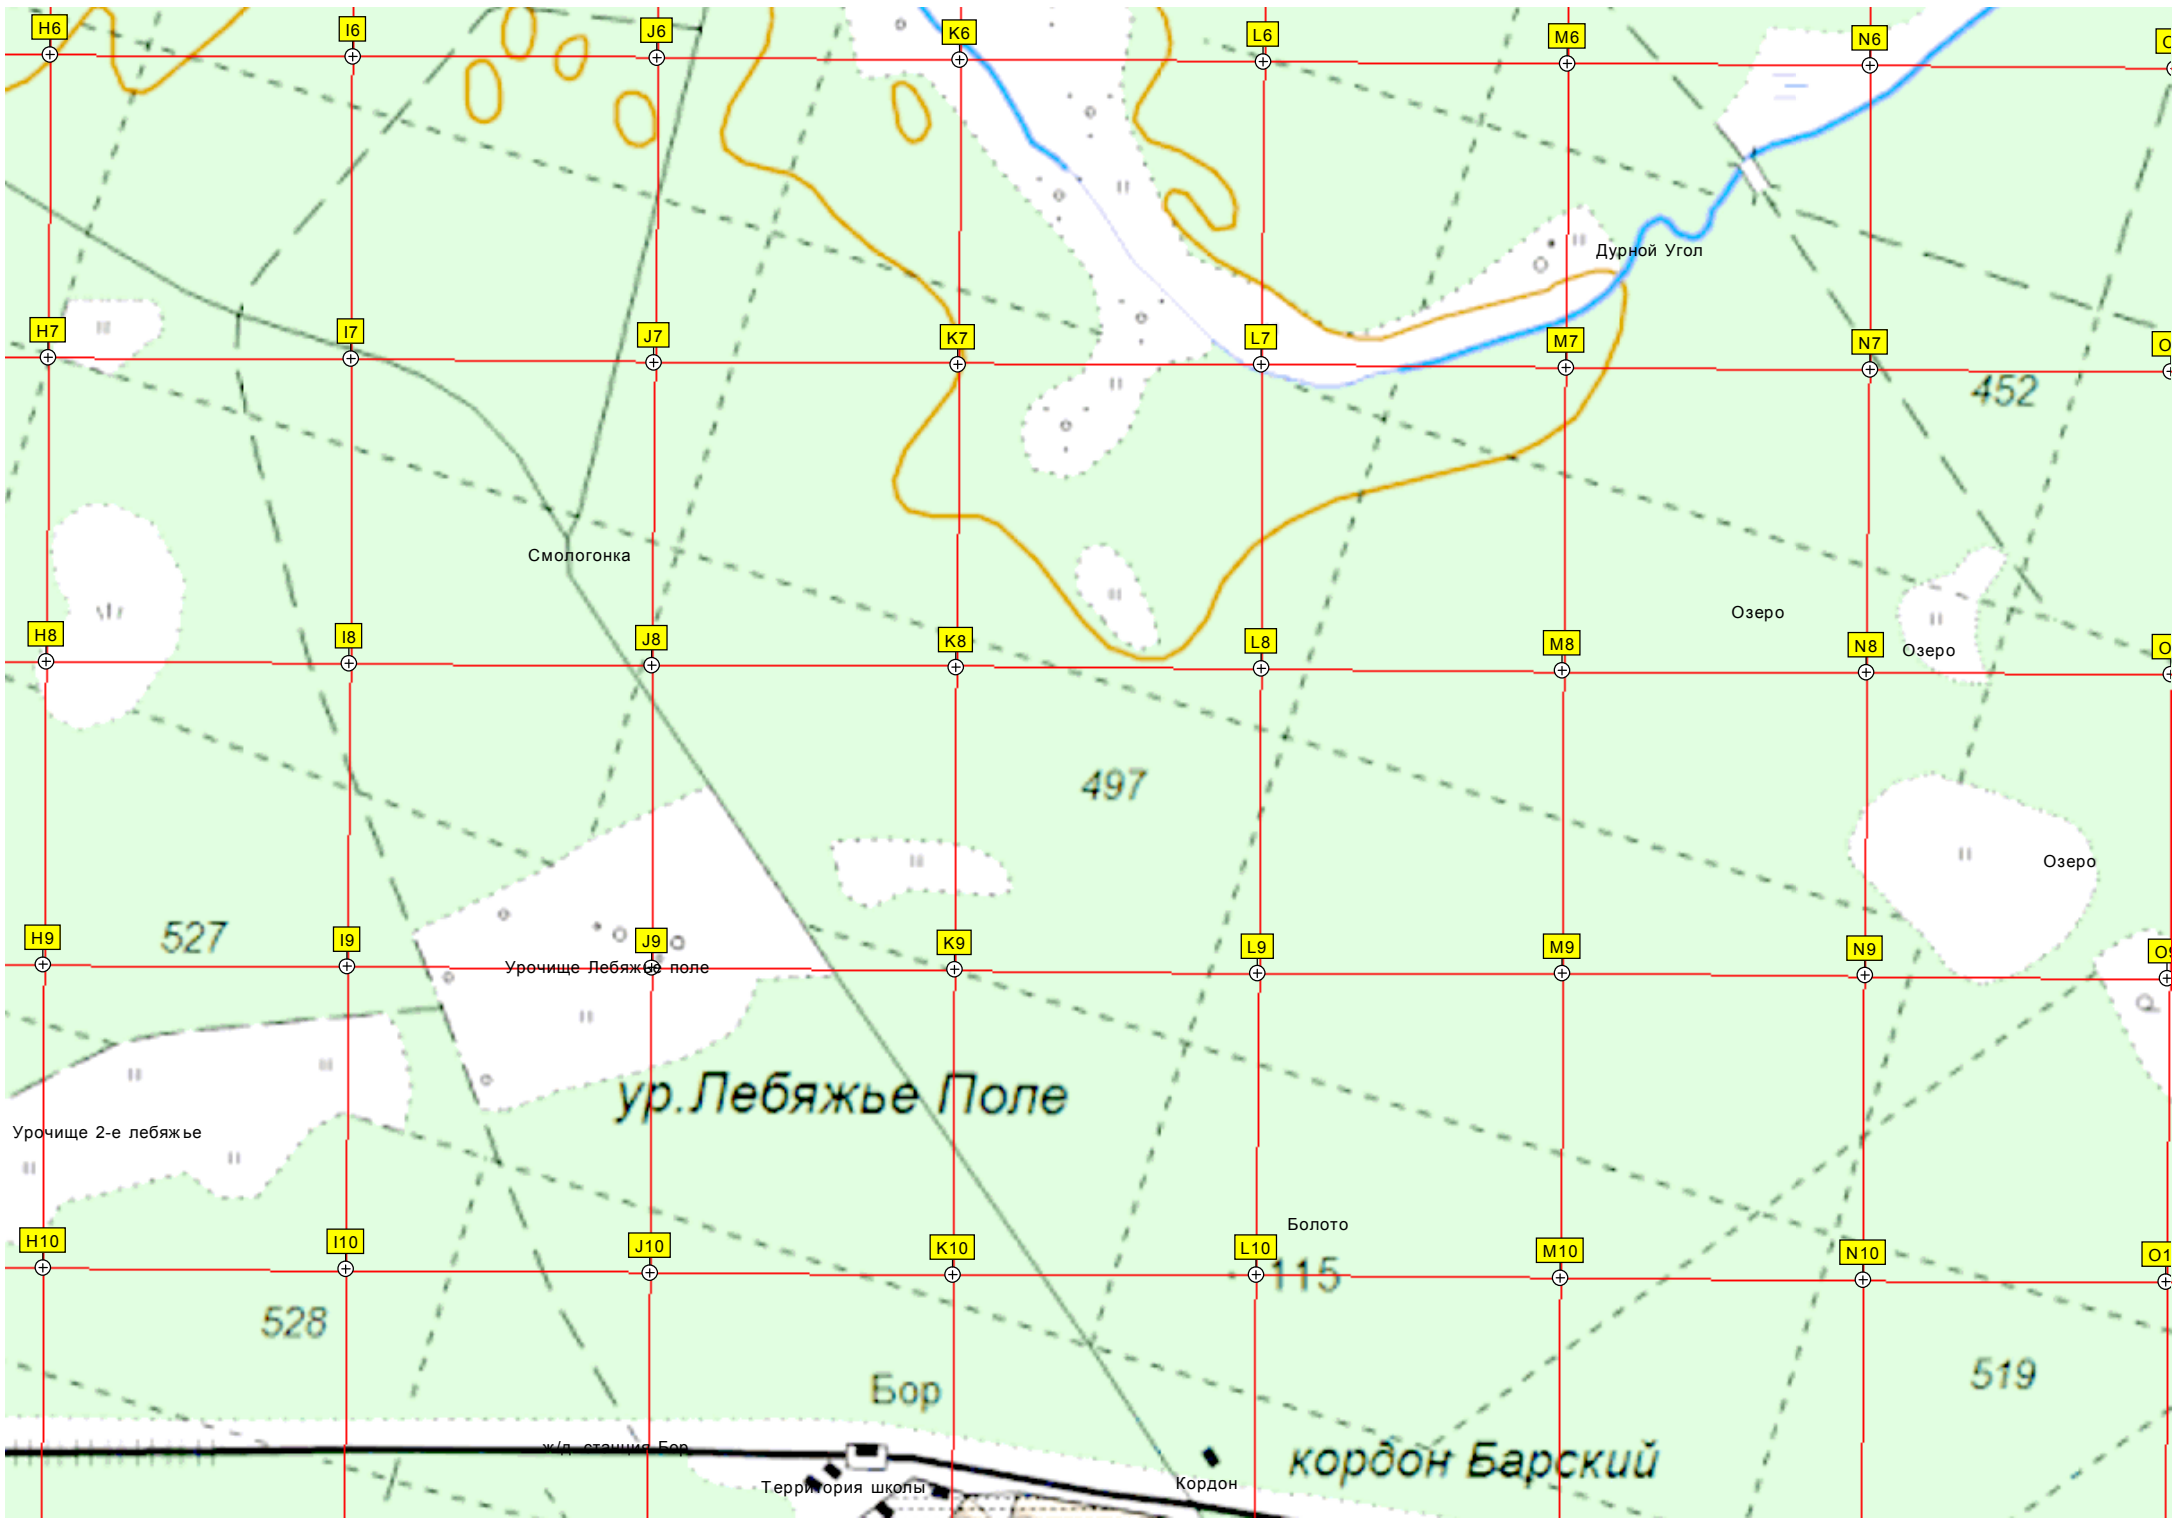 H6 I6 J6 K6 L6 M6 N6
Дурной Угол
H7 I7 J7 K7 L7 M7 N7 O
452
Смологонка
Озеро
H8 I8 J8 K8 L8 M8 N8 O
Озеро
497
Озеро
527
H9 I9 J9 K9 L9 M9 N9 O9
Урочище Лебяжье поле
ур.Лебяжье Поле
Урочище 2-е лебяжье
Болото
H10 I10 J10 K10 L10 M10 N10 O1
115
528
519
Бор
ж/д. станция Бор
кордон Барский
Территория школы
Кордон